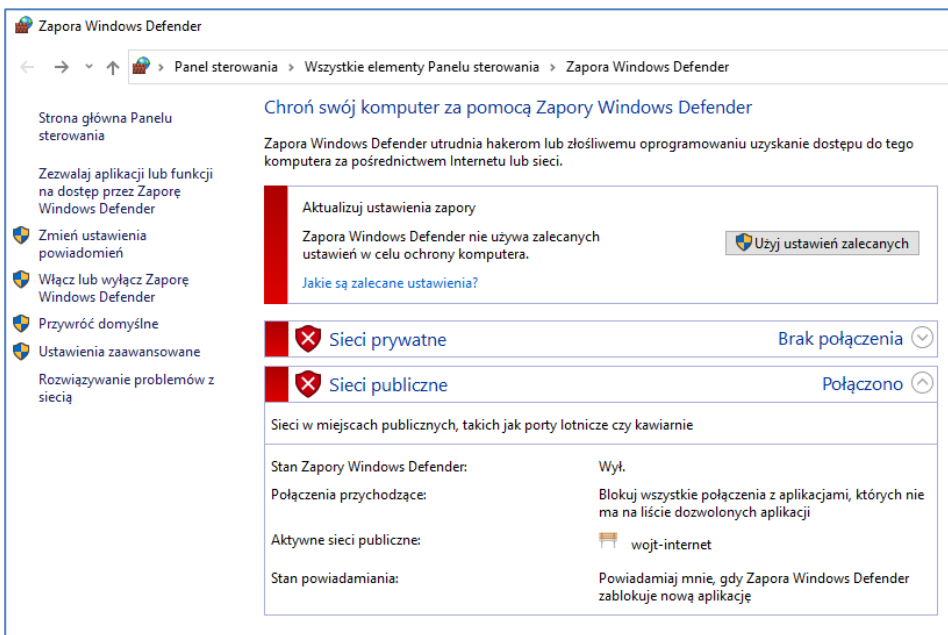 Zapora Windows Defender
Panel sterowania > Wszystkie elementy Panelu sterowania > Zapora Windows Defender
Strona główna Panelu
sterowania
Zezwalaj aplikacji lub funkcji
na dostęp przez Zaporę
Windows Defender
Zmień ustawienia
powiadomień
Włącz lub wyłącz Zaporę
Windows Defender
Przywróć domyślne
Ustawienia zaawansowane
Rozwiązywanie problemów z
siecią
Chroń swój komputer za pomocą Zapory Windows Defender
Zapora Windows Defender utrudnia hakerom lub złośliwemu oprogramowaniu uzyskanie dostępu do tego
komputera za pośrednictwem Internetu lub sieci.
Aktualizuj ustawienia zapory
Zapora Windows Defender nie używa zalecanych
ustawień w celu ochrony komputera.
Użyj ustawień zalecanych
Jakie są zalecane ustawienia?
Sieci prywatne Brak połączenia
Sieci publiczne Połączono
Sieci w miejscach publicznych, takich jak porty lotnicze czy kawiarnie
Stan Zapory Windows Defender: Wył.
Połączenia przychodzące: Blokuj wszystkie połączenia z aplikacjami, których nie
ma na liście dozwolonych aplikacji
Aktywne sieci publiczne: wojt-internet
Stan powiadamiania: Powiadamiaj mnie, gdy Zapora Windows Defender
zablokuje nową aplikację